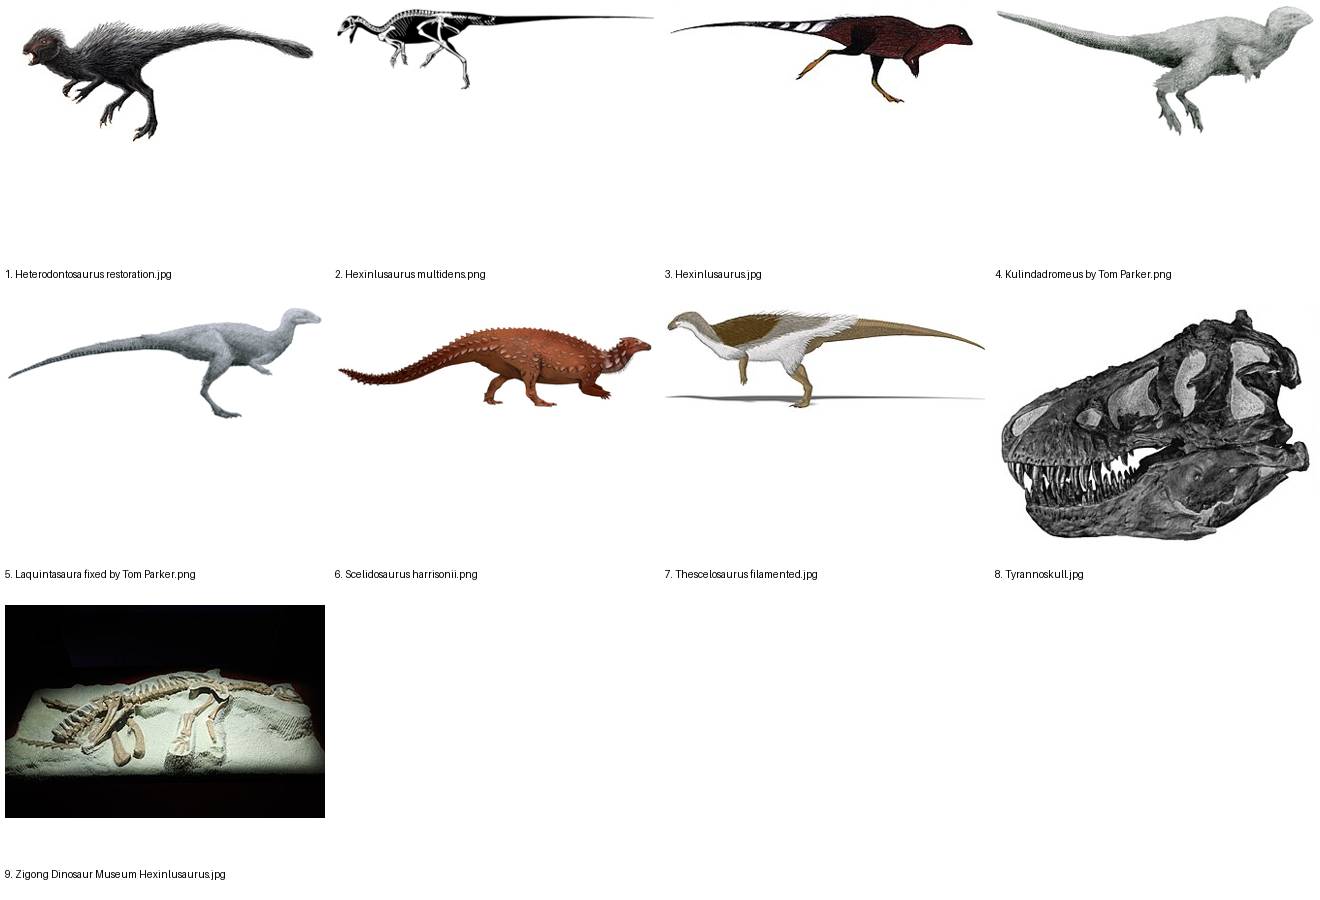 1. Heterodontosaurus restoration.jpg
2. Hexinlusaurus multidens.png
3. Hexinlusaurus.jpg
4. Kulindadromeus by Tom Parker.png
5. Laquintasaura fixed by Tom Parker.png
6. Scelidosaurus harrisonii.png
7. Thescelosaurus filamented.jpg
8. Tyrannoskull.jpg
9. Zigong Dinosaur Museum Hexinlusaurus.jpg